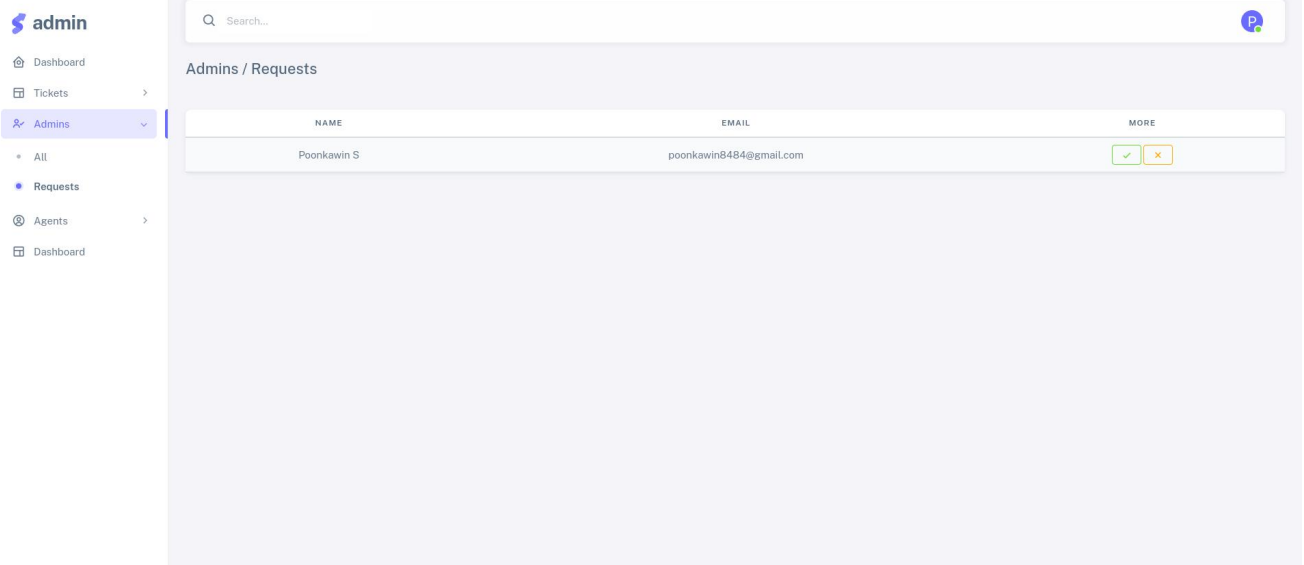 admin
Search...
P
Dashboard
Tickets
Admins
All
Requests
Agents
Dashboard
Admins / Requests
NAME EMAIL MORE
Poonkawin S poonkawin8484@gmail.com